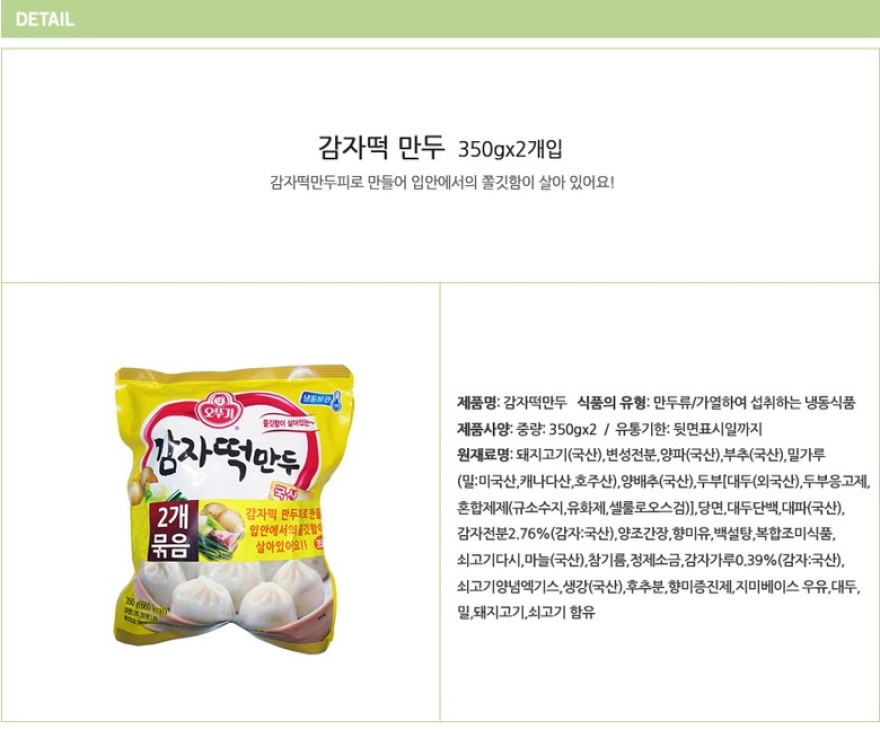 DETAIL
감자떡 만두 350gx2개입
감자떡만두피로 만들어 입안에서의 쫄깃함이 살아 있어요!
오뚜기
냉동보관
쫄깃함이 살아있는~
감자떡만두
국산
2개
묶음
감자떡 만두피로 만들
입안에서의 쫄깃함이
살아있어요!!
제품명: 감자떡만두 식품의 유형: 만두류/가열하여 섭취하는 냉동식품
제품사양: 중량: 350gx2 / 유통기한: 뒷면표시일까지
원재료명: 돼지고기(국산),변성전분,양파(국산),부추(국산),밀가루
(밀:미국산,캐나다산,호주산),양배추(국산),두부[대두(외국산),두부응고제,
혼합제제(규소수지,유화제,셀룰로오스검)],당면,대두단백,대파(국산),
감자전분2.76%(감자:국산),양조간장,향미유,백설탕,복합조미식품,
쇠고기다시,마늘(국산),참기름,정제소금,감자가루0.39%(감자:국산),
쇠고기양념엑기스,생강(국산),후추분,향미증진제,지미베이스 우유,대두,
밀,돼지고기,쇠고기 함유